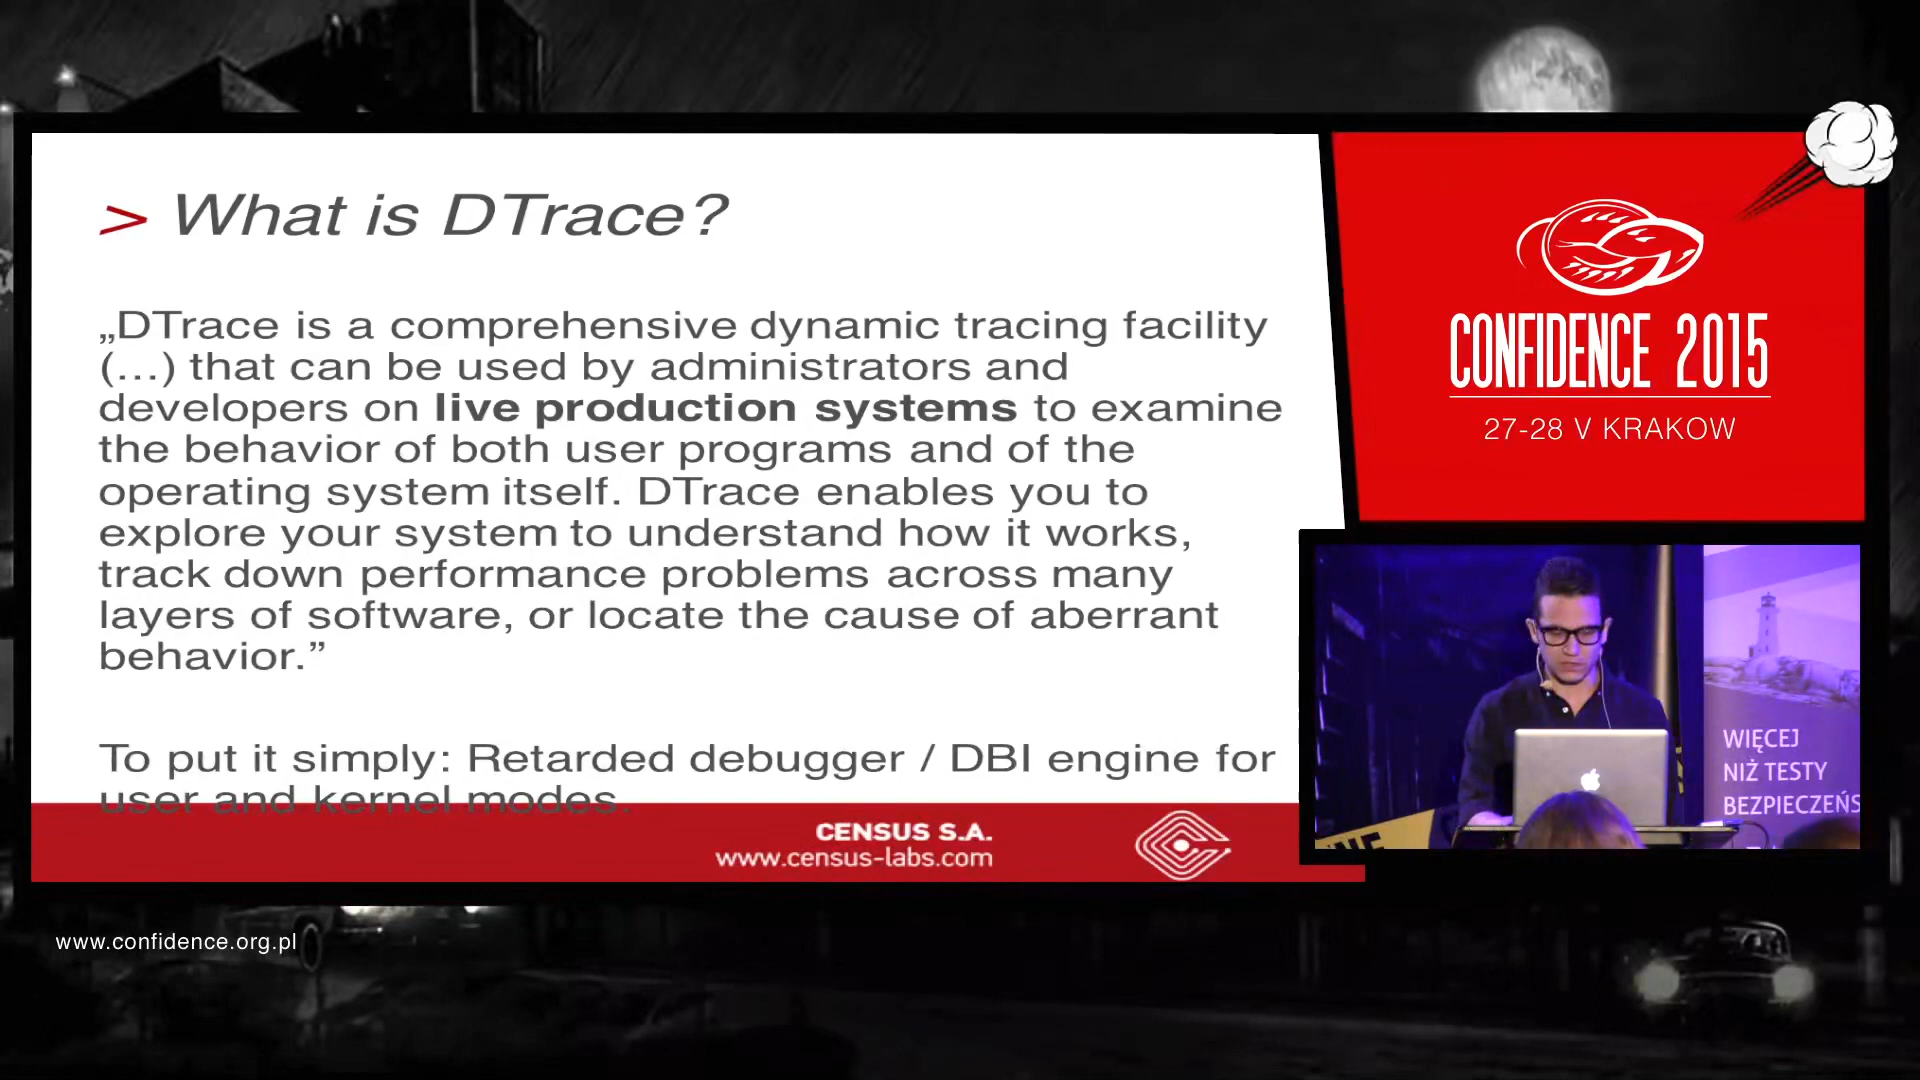 > What is DTrace?
„DTrace is a comprehensive dynamic tracing facility
(...) that can be used by administrators and
developers on live production systems to examine
the behavior of both user programs and of the
operating system itself. DTrace enables you to
explore your system to understand how it works,
track down performance problems across many
layers of software, or locate the cause of aberrant
behavior.”
To put it simply: Retarded debugger / DBI engine for
user and kernel modes.
CENSUS S.A.
www.census-labs.com
CONFIDENCE 2015
27-28 V KRAKOW
WIĘCEJ
NIŻ TESTY
BEZPIECZEŃS
www.confidence.org.pl